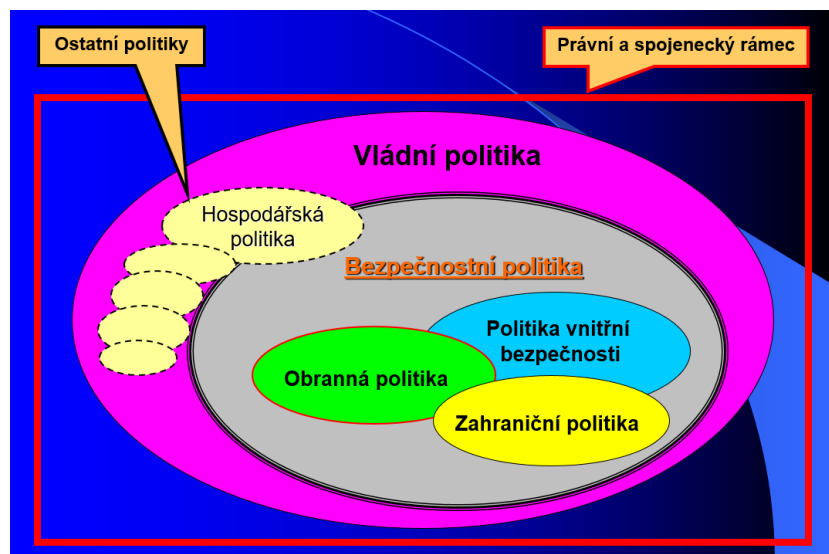 Ostatní politiky
Právní a spojenecký rámec
Vládní politika
Hospodářská
politika
Bezpečnostní politika
Politika vnitřní
bezpečnosti
Obranná politika
Zahraniční politika